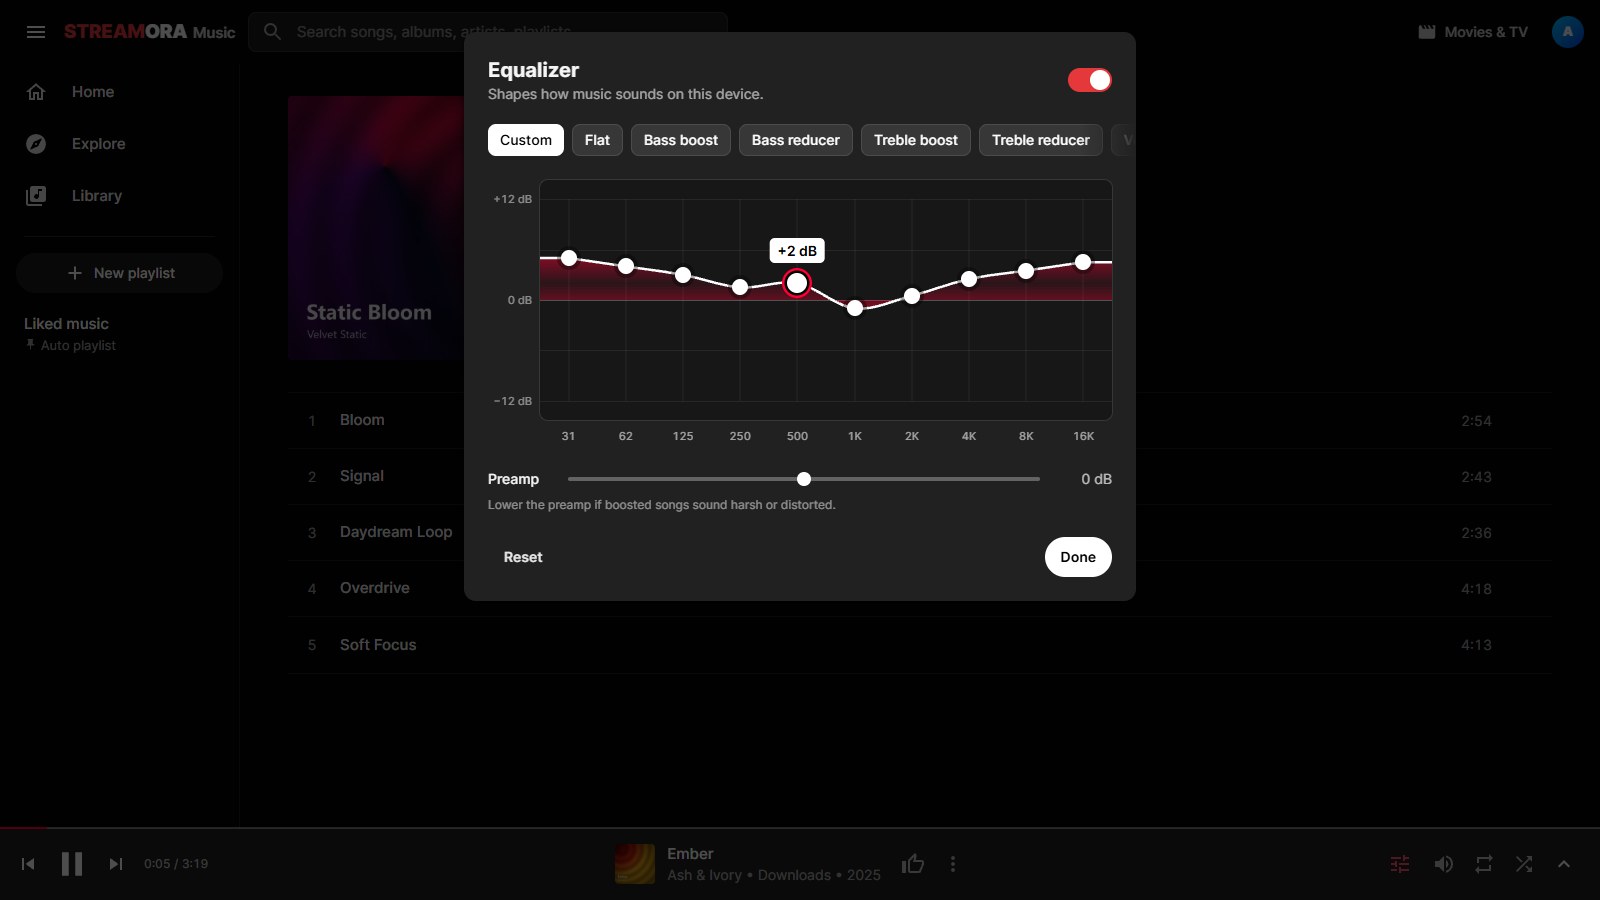 STREAMORA Music
Search songs, albums, artists, playlists
Movies & TV
A
Home
Explore
Library
New playlist
Liked music
Auto playlist
Static Bloom
Velvet Static
Equalizer
Shapes how music sounds on this device.
Custom
Flat
Bass boost
Bass reducer
Treble boost
Treble reducer
+12 dB
+2 dB
0 dB
−12 dB
31 62 125 250 500 1K 2K 4K 8K 16K
Preamp 0 dB
Lower the preamp if boosted songs sound harsh or distorted.
Reset
Done
1 Bloom 2:54
2 Signal 2:43
3 Daydream Loop 2:36
4 Overdrive 4:18
5 Soft Focus 4:13
0:05 / 3:19
Ember
Ash & Ivory • Downloads • 2025